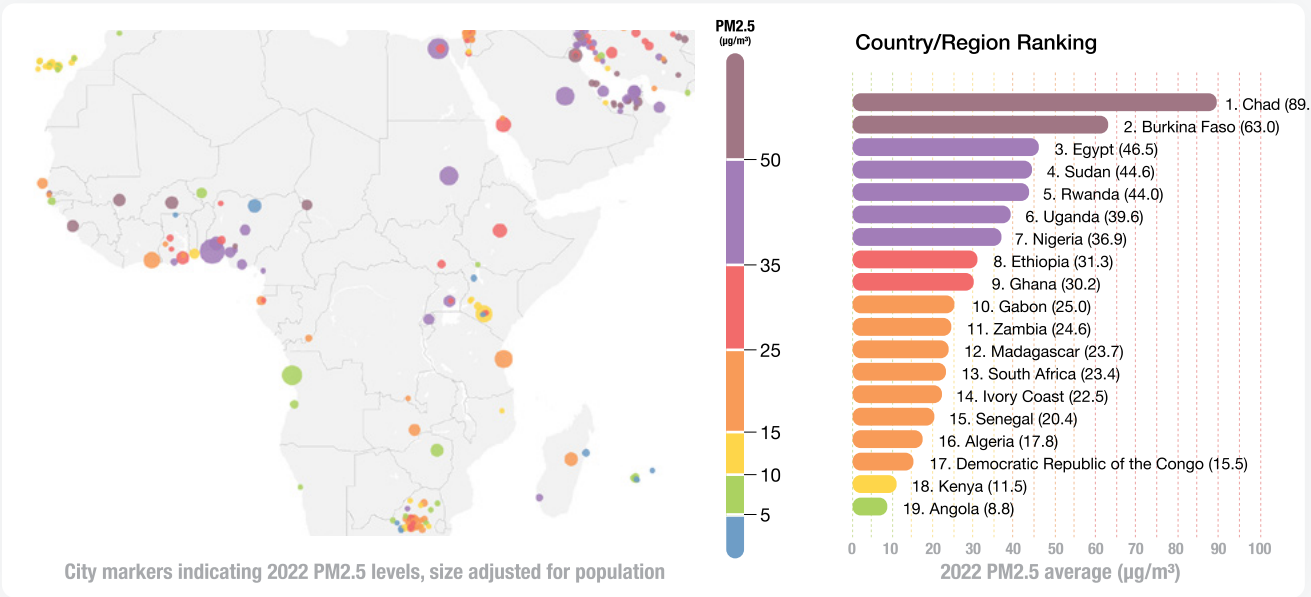 PM2.5
(µg/m³)
50
35
25
15
10
5
City markers indicating 2022 PM2.5 levels, size adjusted for population
Country/Region Ranking
1. Chad (89.
2. Burkina Faso (63.0)
3. Egypt (46.5)
4. Sudan (44.6)
5. Rwanda (44.0)
6. Uganda (39.6)
7. Nigeria (36.9)
8. Ethiopia (31.3)
9. Ghana (30.2)
10. Gabon (25.0)
11. Zambia (24.6)
12. Madagascar (23.7)
13. South Africa (23.4)
14. Ivory Coast (22.5)
15. Senegal (20.4)
16. Algeria (17.8)
17. Democratic Republic of the Congo (15.5)
18. Kenya (11.5)
19. Angola (8.8)
0 10 20 30 40 50 60 70 80 90 100
2022 PM2.5 average (µg/m³)